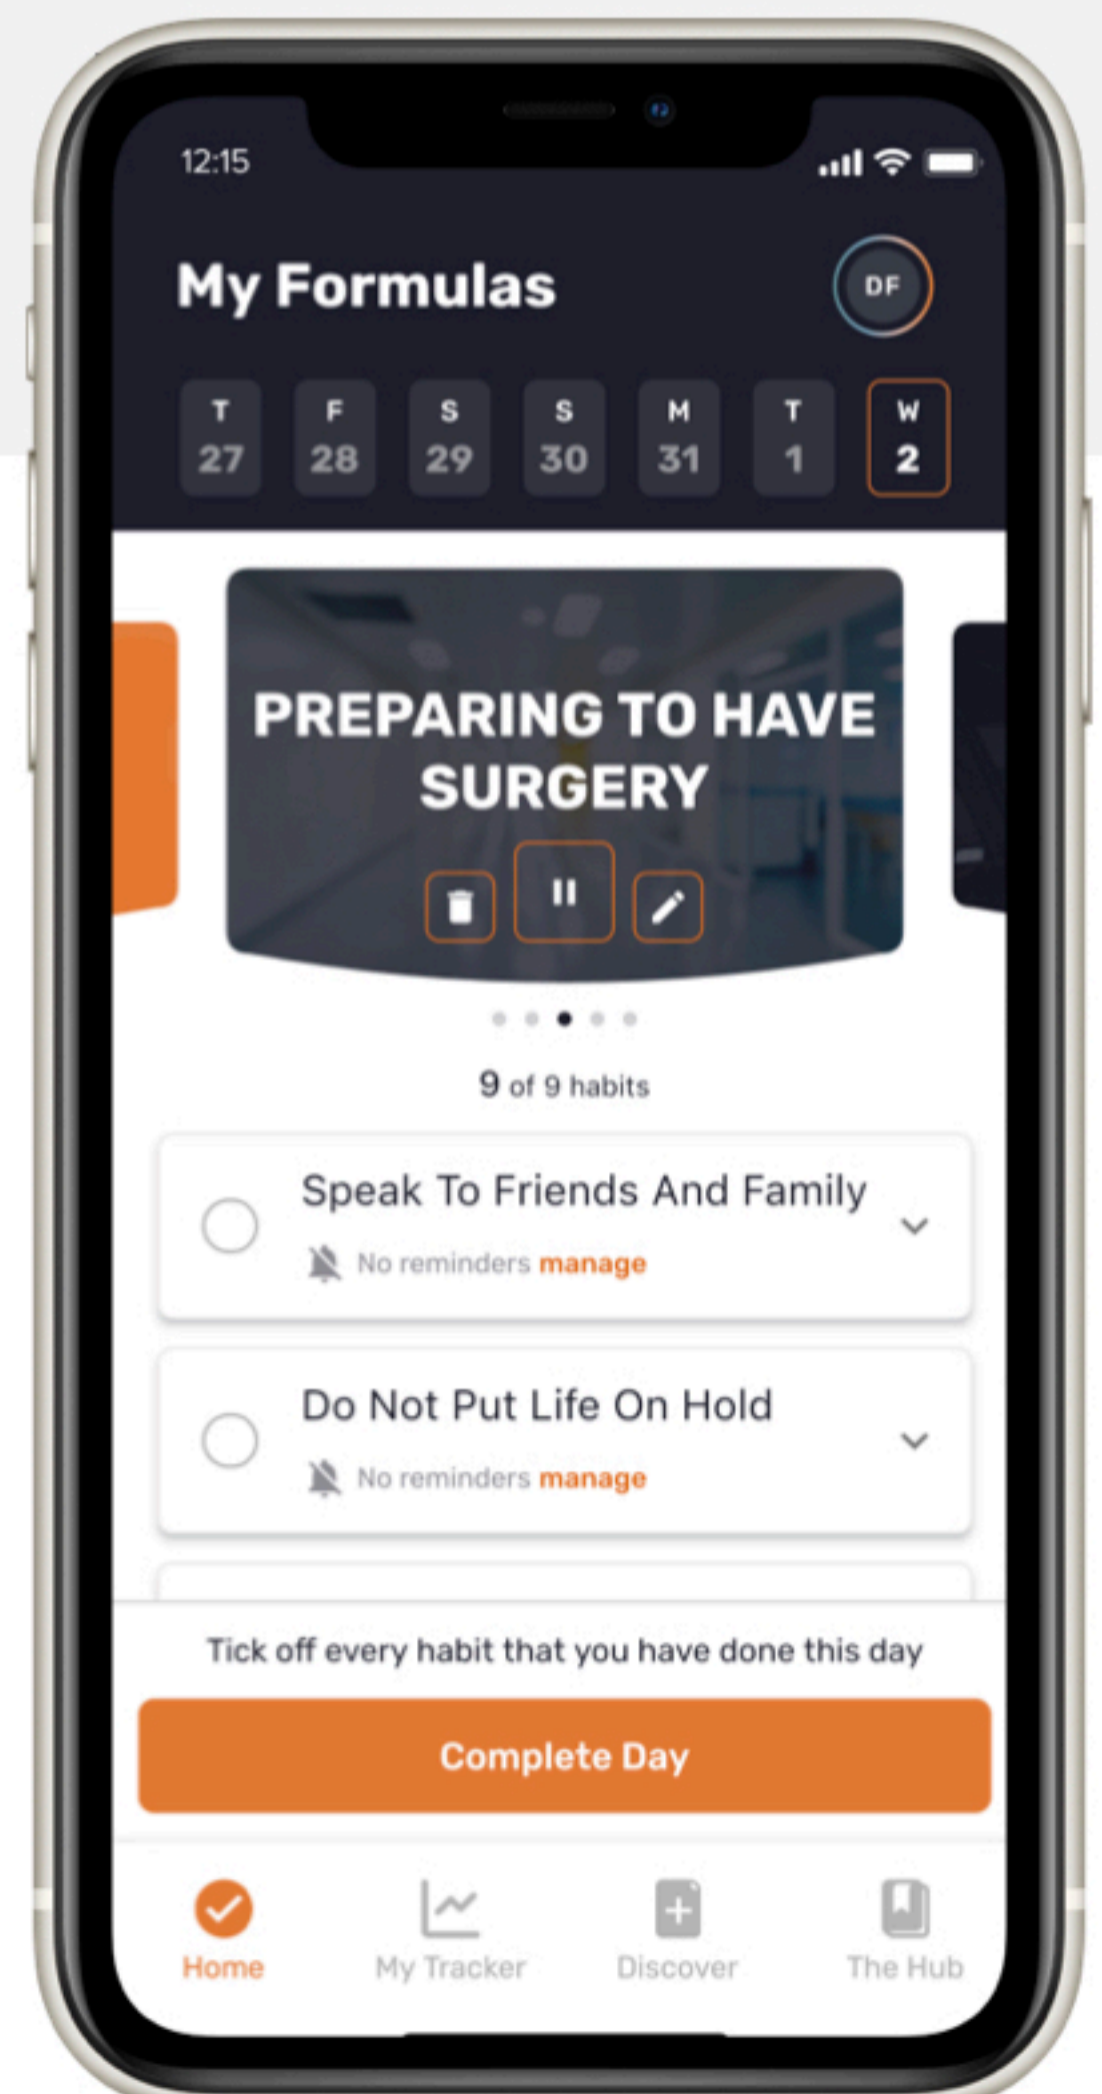 12:15
My Formulas
DF
T F S S M T W
27 28 29 30 31 1 2
PREPARING TO HAVE
SURGERY
9 of 9 habits
Speak To Friends And Family
No reminders manage
Do Not Put Life On Hold
No reminders manage
Tick off every habit that you have done this day
Complete Day
Home My Tracker Discover The Hub